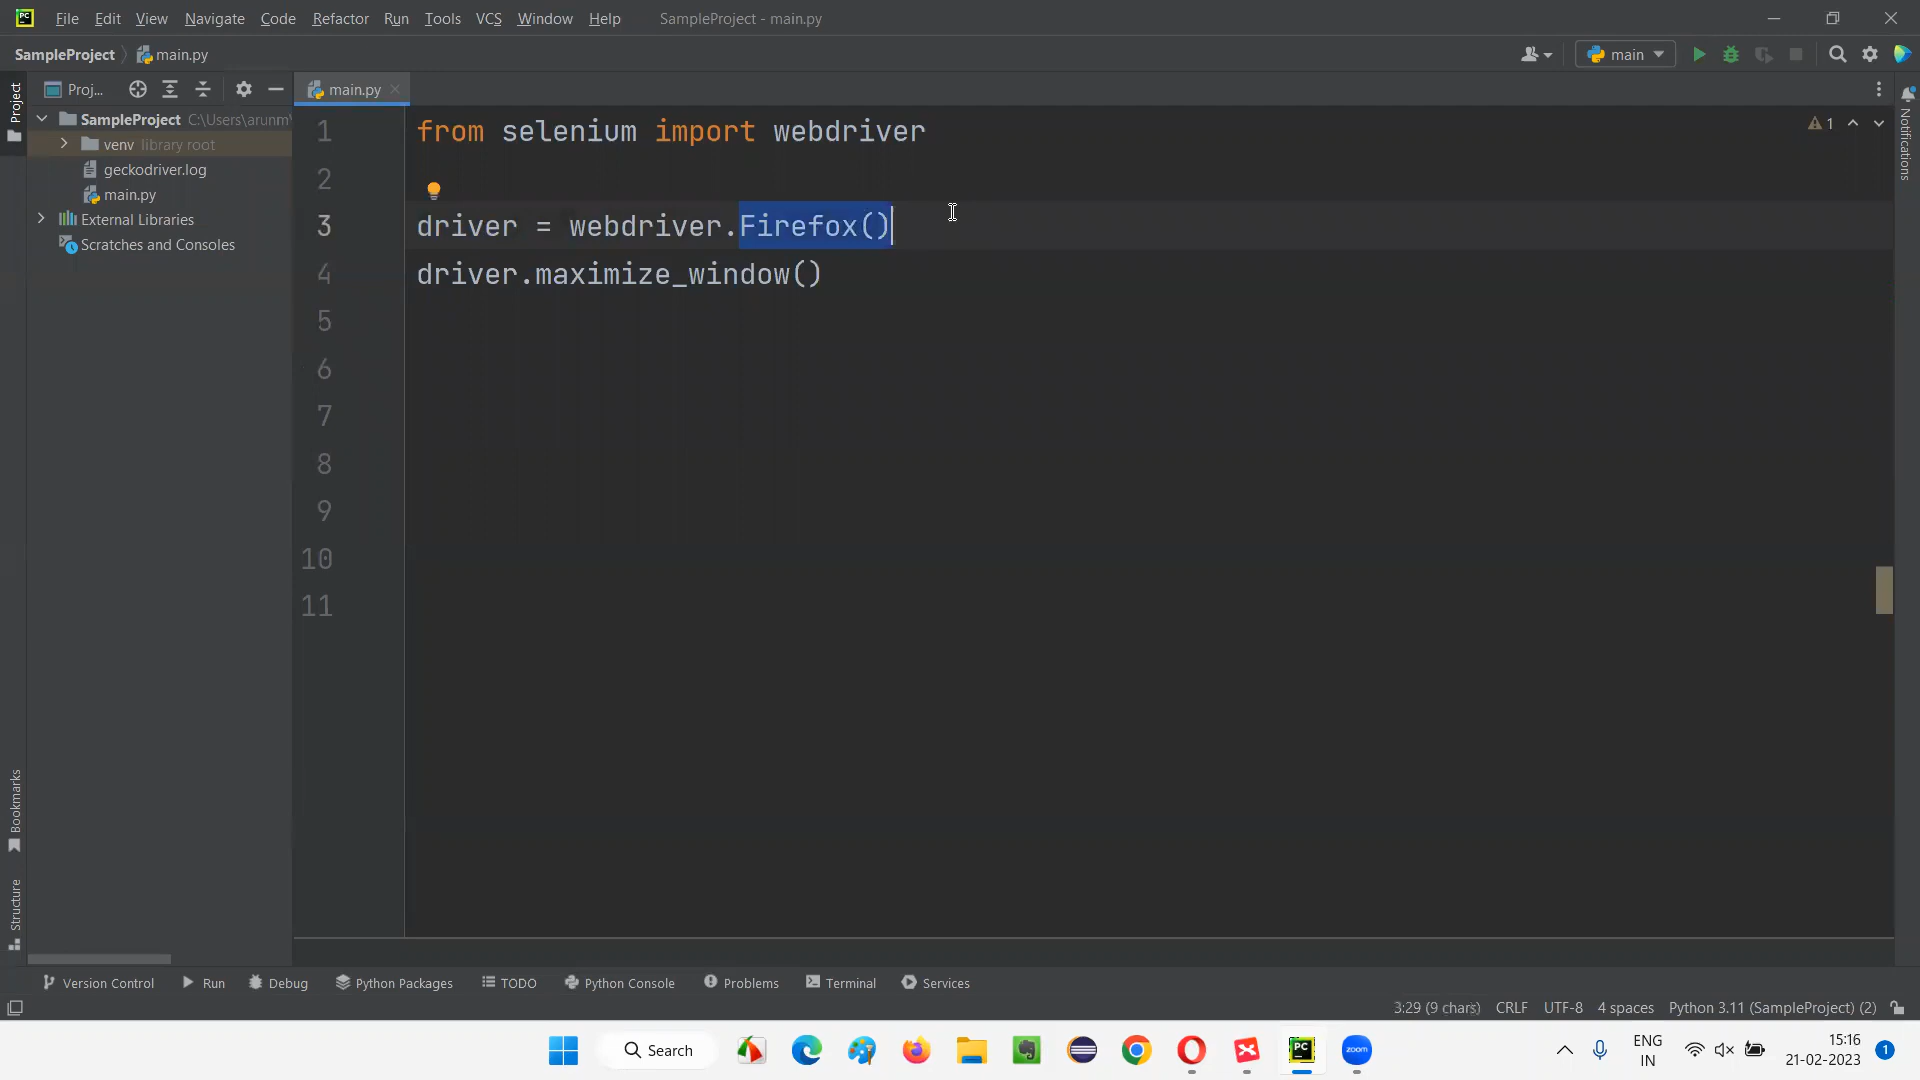 PC
File Edit View Navigate Code Refactor Run Tools VCS Window Help SampleProject - main.py
SampleProject main.py
main
Project
Proj...
main.py
SampleProject C:\Users\arunm\
venv library root
geckodriver.log
main.py
External Libraries
Scratches and Consoles
1 from selenium import webdriver
2
3 driver = webdriver.Firefox()
4 driver.maximize_window()
5
6
7
8
9
10
11
1
Notifications
Bookmarks
Structure
Version Control Run Debug Python Packages TODO Python Console Problems Terminal Services
3:29 (9 chars) CRLF UTF-8 4 spaces Python 3.11 (SampleProject) (2)
Search
PC
zoom
ENG
IN
15:16
21-02-2023
1